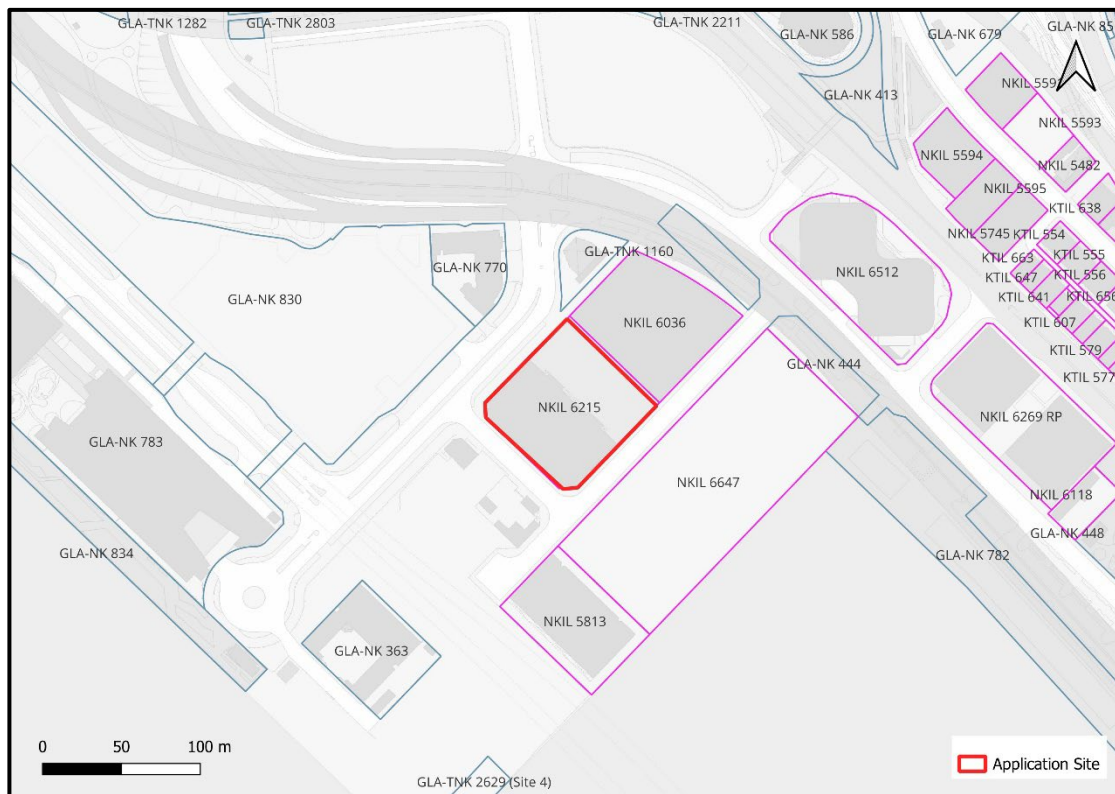 GLA-TNK 1282
GLA-TNK 2803
GLA-TNK 2211
GLA-NK 586
GLA-NK 679
GLA-NK 85
GLA-NK 413
NKIL 5593
NKIL 5594
NKIL 5482
NKIL 5595
KTIL 638
NKIL 5745
KTIL 554
KTIL 663
KTIL 555
KTIL 647
KTIL 556
KTIL 641
KTIL 656
KTIL 607
KTIL 579
KTIL 577
GLA-TNK 1160
GLA-NK 770
NKIL 6512
GLA-NK 830
NKIL 6036
GLA-NK 444
NKIL 6215
NKIL 6269 RP
GLA-NK 783
NKIL 6647
NKIL 6118
GLA-NK 448
GLA-NK 834
GLA-NK 782
NKIL 5813
GLA-NK 363
0 50 100 m
GLA-TNK 2629 (Site 4)
Application Site